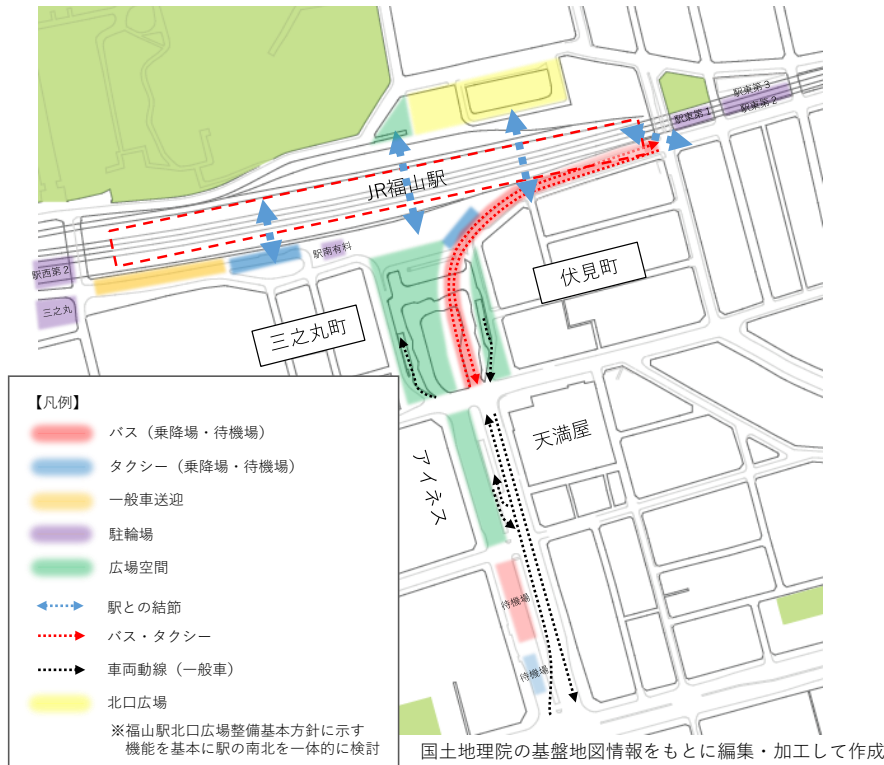 駅東第3
駅東第1
駅東第2
JR福山駅
駅南有料
駅西第2
三之丸
伏見町
三之丸町
天満屋
アイネス
待機場
待機場
【凡例】
バス(乗降場・待機場)
タクシー(乗降場・待機場)
一般車送迎
駐輪場
広場空間
駅との結節
バス・タクシー
車両動線(一般車)
北口広場
※福山駅北口広場整備基本方針に示す
機能を基本に駅の南北を一体的に検討
国土地理院の基盤地図情報をもとに編集・加工して作成